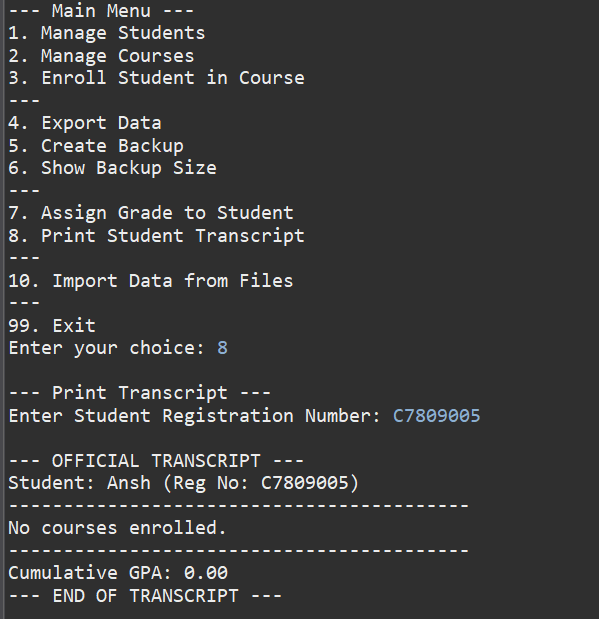 --- Main Menu ---
1. Manage Students
2. Manage Courses
3. Enroll Student in Course
---
4. Export Data
5. Create Backup
6. Show Backup Size
---
7. Assign Grade to Student
8. Print Student Transcript
---
10. Import Data from Files
---
99. Exit
Enter your choice: 8
--- Print Transcript ---
Enter Student Registration Number: C7809005
--- OFFICIAL TRANSCRIPT ---
Student: Ansh (Reg No: C7809005)
------------------------------------------
No courses enrolled.
------------------------------------------
Cumulative GPA: 0.00
--- END OF TRANSCRIPT ---